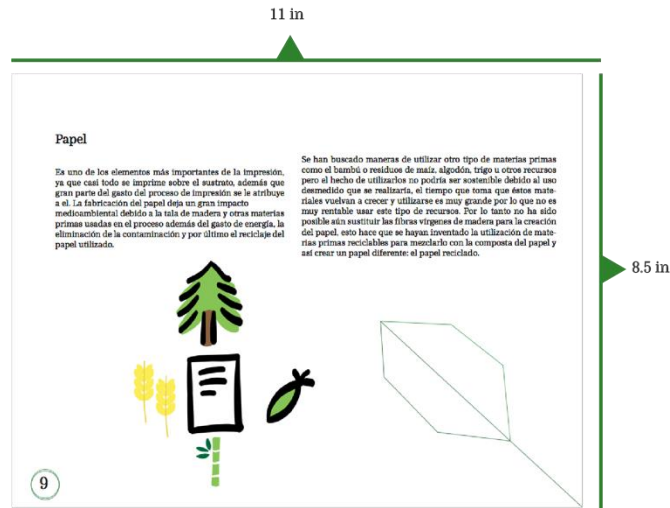 11 in
Papel
Es uno de los elementos más importantes de la impresión,
ya que casi todo se imprime sobre el sustrato, además que
gran parte del gasto del proceso de impresión se le atribuye
a el. La fabricación del papel deja un gran impacto
medioambiental debido a la tala de madera y otras materias
primas usadas en el proceso además del gasto de energía, la
eliminación de la contaminación y por último el reciclaje del
papel utilizado.
Se han buscado maneras de utilizar otro tipo de materias primas
como el bambú o residuos de maíz, algodón, trigo u otros recursos
pero el hecho de utilizarlos no podría ser sostenible debido al uso
desmedido que se realizaría, el tiempo que toma que éstos mate-
riales vuelvan a crecer y utilizarse es muy grande por lo que no es
muy rentable usar este tipo de recursos. Por lo tanto no ha sido
posible aún sustituir las fibras vírgenes de madera para la creación
del papel, esto hace que se hayan inventado la utilización de mate-
rias primas reciclables para mezclarlo con la composta del papel y
así crear un papel diferente: el papel reciclado.
8.5 in
9